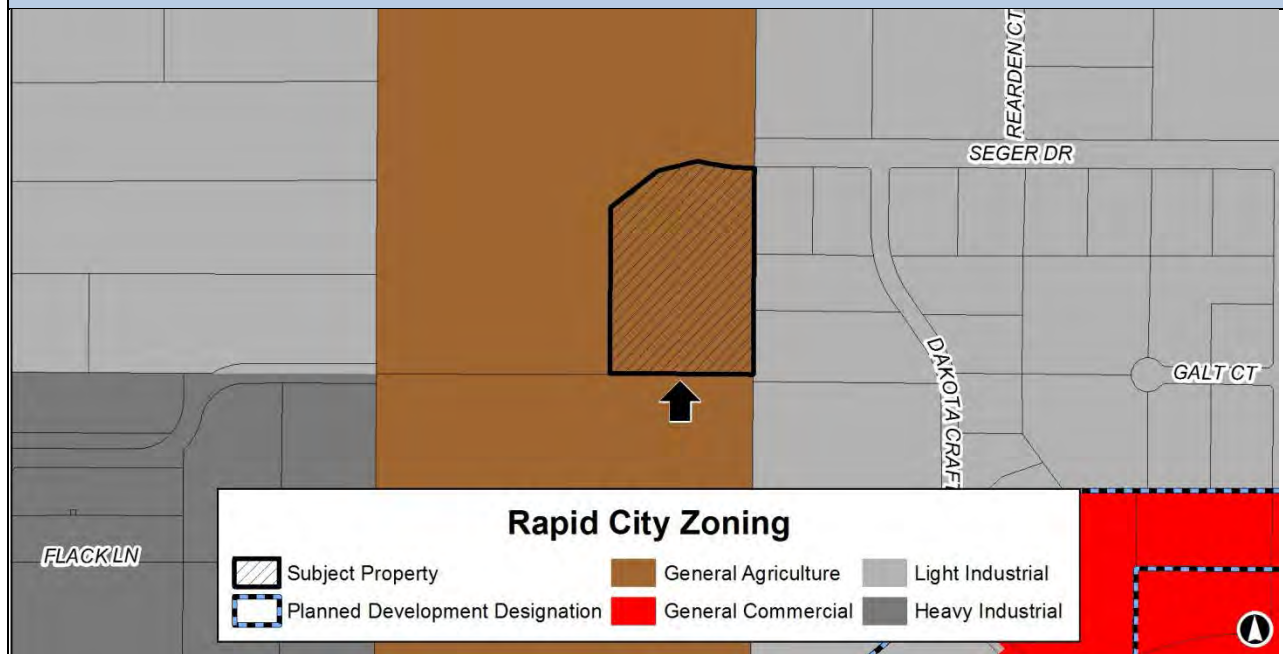 REARDEN CT
SEGER DR
DAKOTA CRAFT
GALT CT
FLACK LN
Rapid City Zoning
Subject Property
General Agriculture
Light Industrial
Planned Development Designation
General Commercial
Heavy Industrial